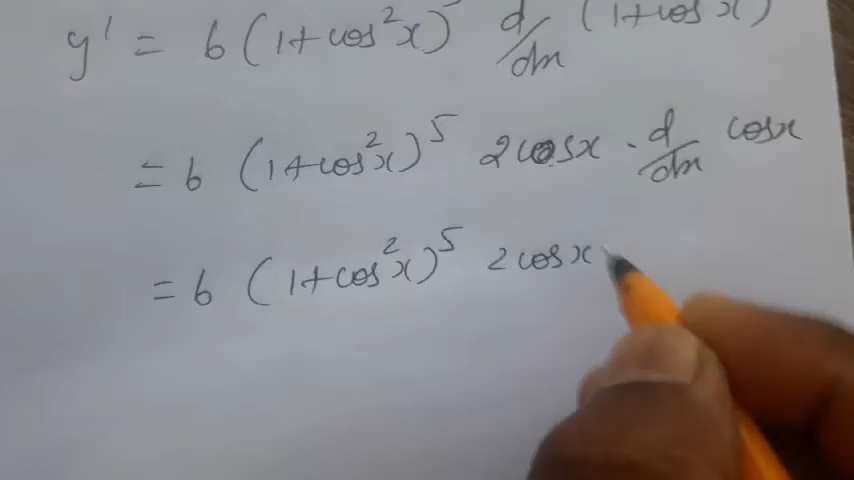 y' = 6 (1+cos²x)⁵ d/dx (1+cos²x)
= 6 (1+cos²x)⁵ 2cosx . d/dx cosx
= 6 (1+cos²x)⁵ 2cosx